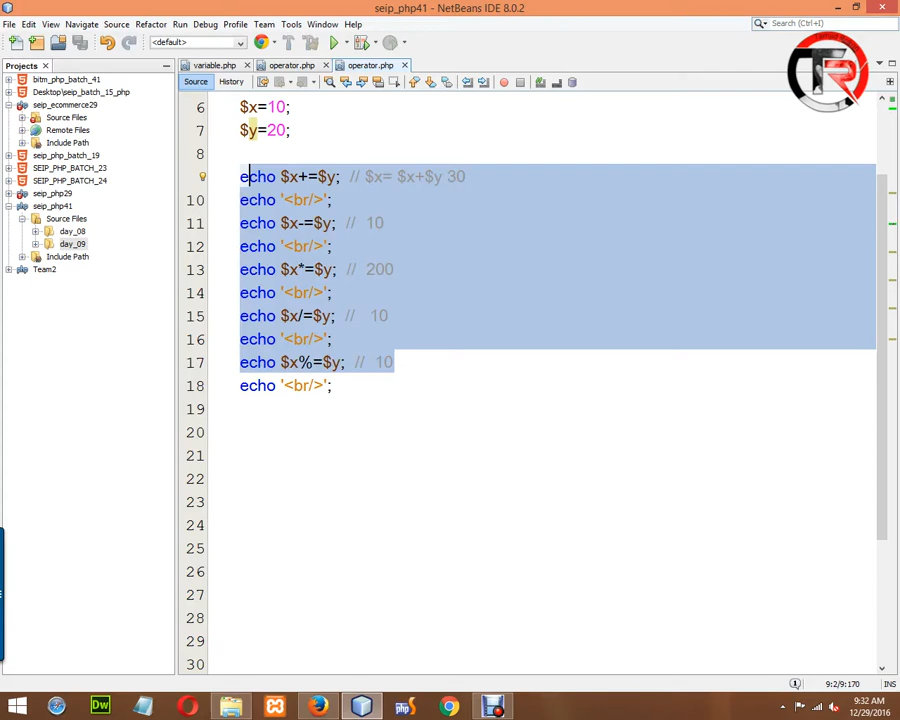 seip_php41 - NetBeans IDE 8.0.2
File Edit View Navigate Source Refactor Run Debug Profile Team Tools Window Help
<default>
Search (Ctrl+I)
Projects
variable.php
operator.php
operator.php
Source
History
bitm_php_batch_41
Desktop\seip_batch_15_php
seip_ecommerce29
Source Files
Remote Files
Include Path
seip_php_batch_19
SEIP_PHP_BATCH_23
SEIP_PHP_BATCH_24
seip_php29
seip_php41
Source Files
day_08
day_09
Include Path
Team2
6 $x=10;
7 $y=20;
8
echo $x+=$y; // $x= $x+$y 30
10 echo '<br/>';
11 echo $x-=$y; // 10
12 echo '<br/>';
13 echo $x*=$y; // 200
14 echo '<br/>';
15 echo $x/=$y; // 10
16 echo '<br/>';
17 echo $x%=$y; // 10
18 echo '<br/>';
19
20
21
22
23
24
25
26
27
28
29
30
9:2/9:170
INS
Dw
php
9:32 AM
12/29/2016